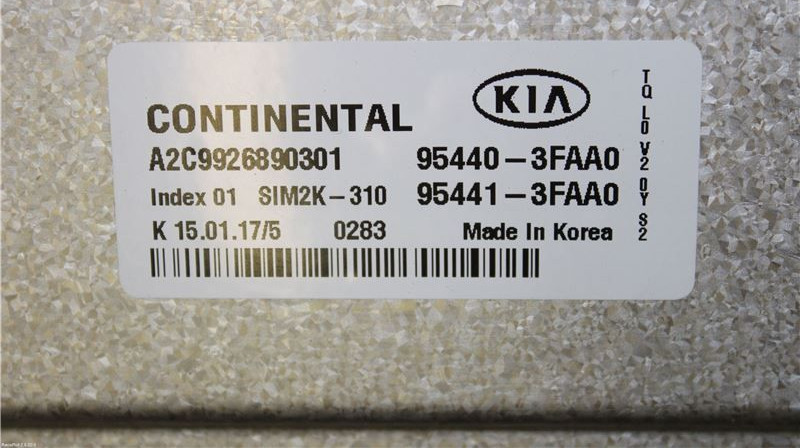 CONTINENTAL KIA
A2C9926890301 95440-3FAA0
Index 01 SIM2K-310 95441-3FAA0
K 15.01.17/5 0283 Made In Korea
TQ L0 V2 0Y S2